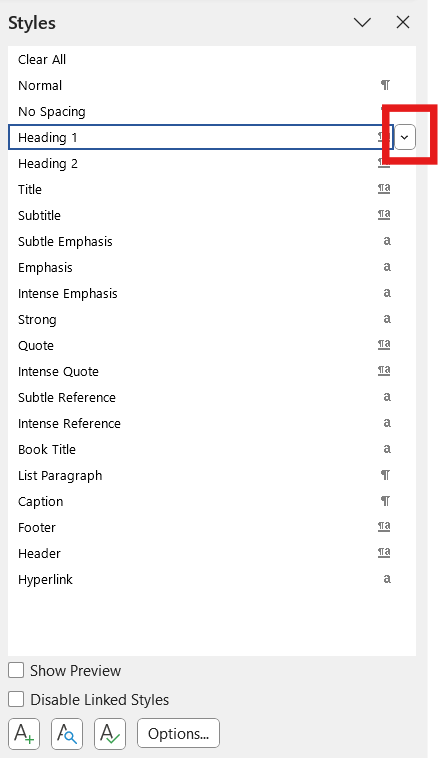 Styles
Clear All
Normal ¶
No Spacing
Heading 1
Heading 2 ¶a
Title ¶a
Subtitle ¶a
Subtle Emphasis a
Emphasis a
Intense Emphasis a
Strong a
Quote ¶a
Intense Quote ¶a
Subtle Reference a
Intense Reference a
Book Title a
List Paragraph ¶
Caption ¶
Footer ¶a
Header ¶a
Hyperlink a
Show Preview
Disable Linked Styles
Options...